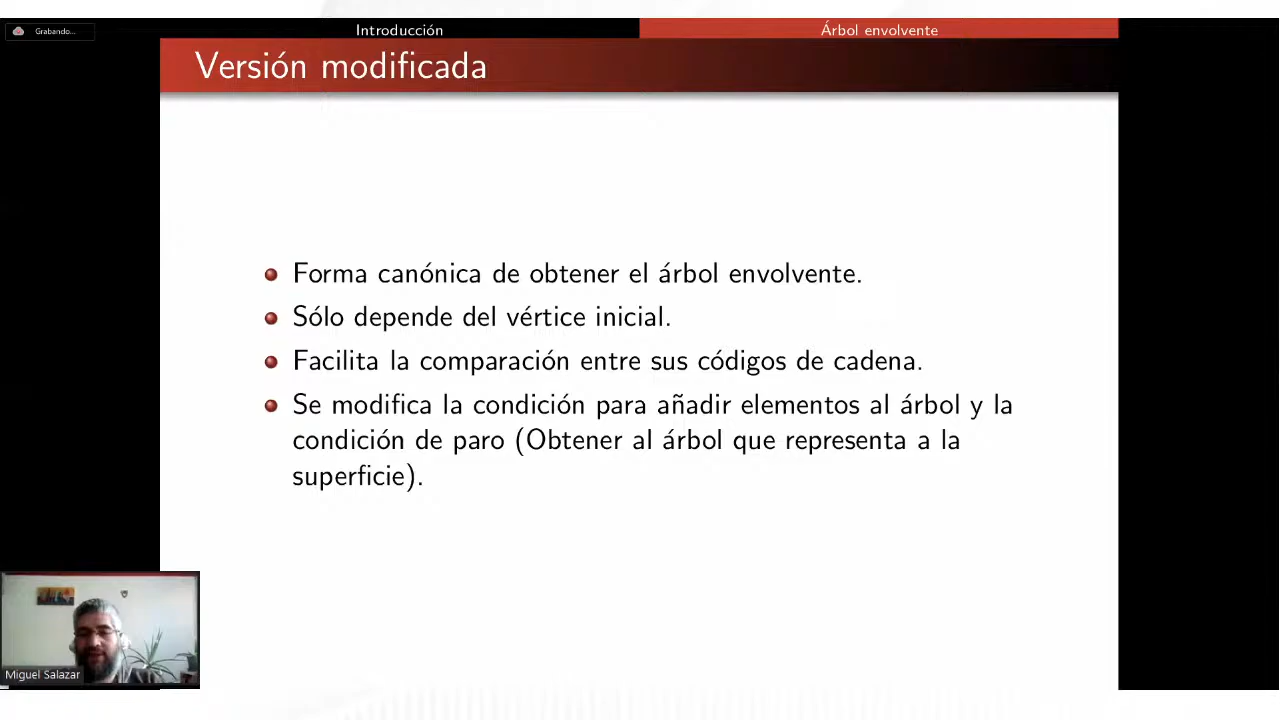 Grabando...
Introducción
Árbol envolvente
Versión modificada
Forma canónica de obtener el árbol envolvente.
Sólo depende del vértice inicial.
Facilita la comparación entre sus códigos de cadena.
Se modifica la condición para añadir elementos al árbol y la
condición de paro (Obtener al árbol que representa a la
superficie).
Miguel Salazar